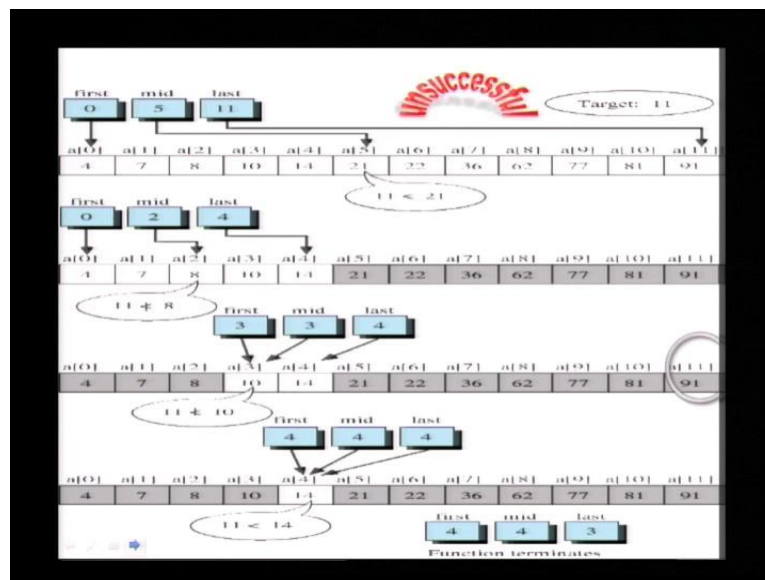 unsuccessful
Target: 11
first mid last
0 5 11
a[0] a[1] a[2] a[3] a[4] a[5] a[6] a[7] a[8] a[9] a[10] a[11]
4 7 8 10 14 21 22 36 62 77 81 91
11 < 21
first mid last
0 2 4
a[0] a[1] a[2] a[3] a[4] a[5] a[6] a[7] a[8] a[9] a[10] a[11]
4 7 8 10 14 21 22 36 62 77 81 91
11 ≮ 8
first mid last
3 3 4
a[0] a[1] a[2] a[3] a[4] a[5] a[6] a[7] a[8] a[9] a[10] a[11]
4 7 8 10 14 21 22 36 62 77 81 91
11 ≮ 10
first mid last
4 4 4
a[0] a[1] a[2] a[3] a[4] a[5] a[6] a[7] a[8] a[9] a[10] a[11]
4 7 8 10 14 21 22 36 62 77 81 91
11 < 14
first mid last
4 4 3
Function terminates